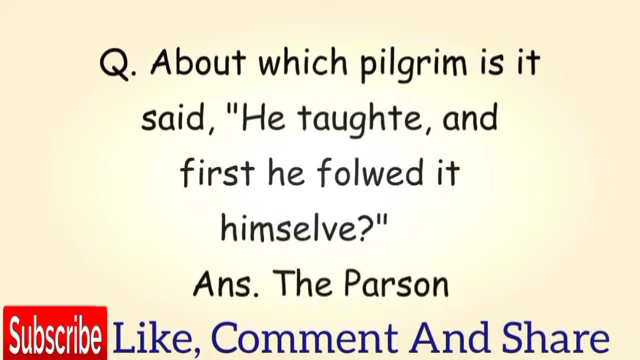 Q. About which pilgrim is it
said, "He taughte, and
first he folwed it
himselve?"
Ans. The Parson
Subscribe Like, Comment And Share